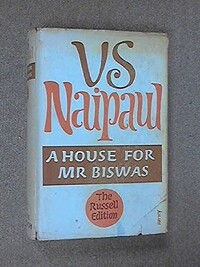 VS
Naipaul
A HOUSE FOR
MR BISWAS
The
Russell
Edition